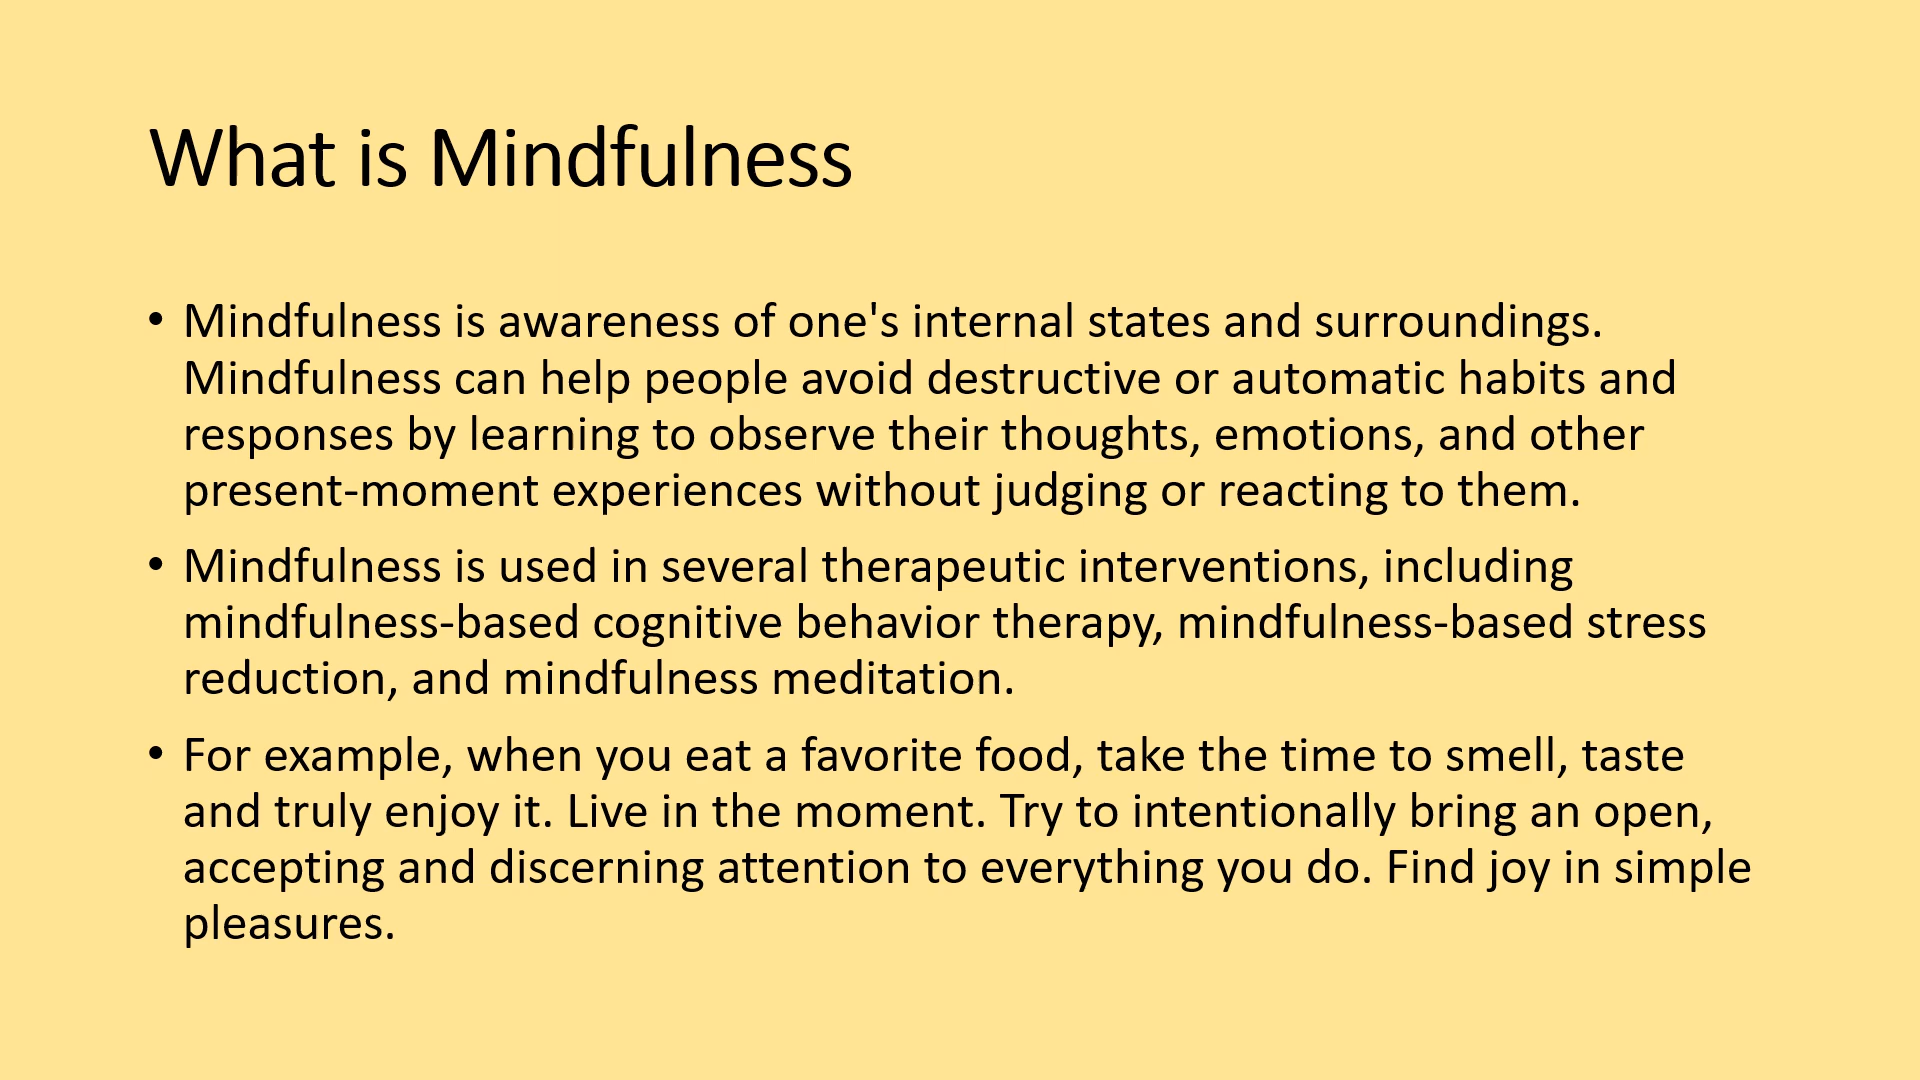 What is Mindfulness
• Mindfulness is awareness of one's internal states and surroundings.
Mindfulness can help people avoid destructive or automatic habits and
responses by learning to observe their thoughts, emotions, and other
present-moment experiences without judging or reacting to them.
• Mindfulness is used in several therapeutic interventions, including
mindfulness-based cognitive behavior therapy, mindfulness-based stress
reduction, and mindfulness meditation.
• For example, when you eat a favorite food, take the time to smell, taste
and truly enjoy it. Live in the moment. Try to intentionally bring an open,
accepting and discerning attention to everything you do. Find joy in simple
pleasures.